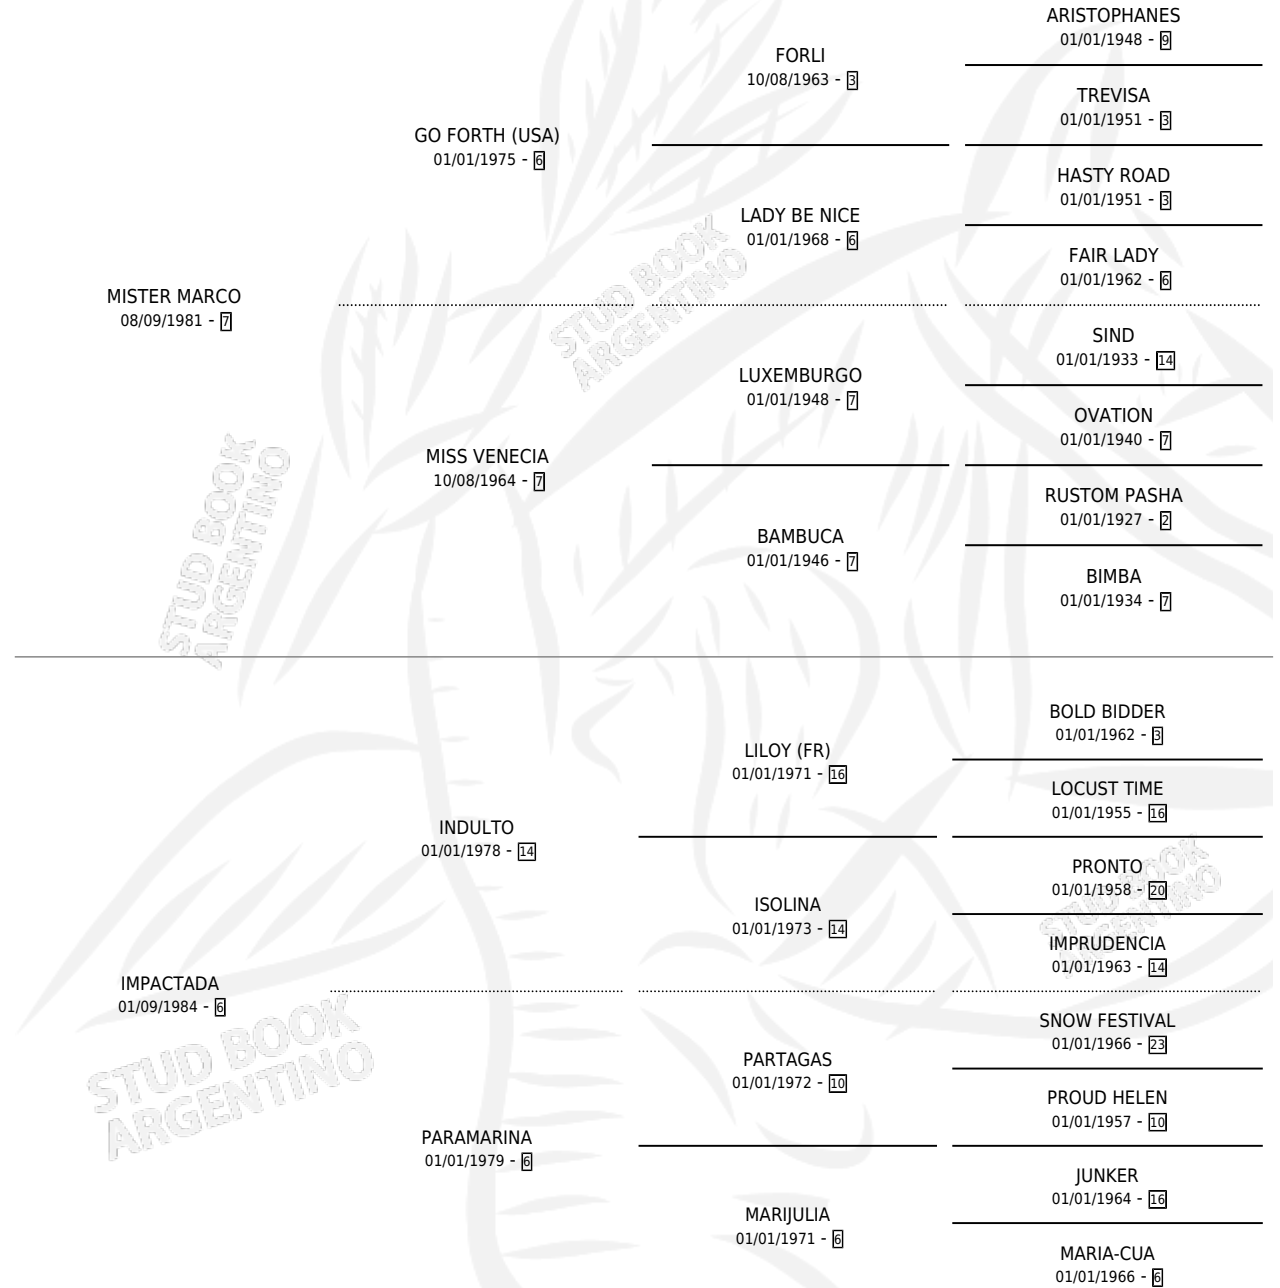 ARISTOPHANES
01/01/1948 - 9
FORLI
10/08/1963 - 3
TREVISA
01/01/1951 - 3
GO FORTH (USA)
01/01/1975 - 6
HASTY ROAD
01/01/1951 - 3
LADY BE NICE
01/01/1968 - 6
FAIR LADY
01/01/1962 - 6
MISTER MARCO
08/09/1981 - 7
STUD BOOK
ARGENTINO
SIND
01/01/1933 - 14
LUXEMBURGO
01/01/1948 - 7
OVATION
01/01/1940 - 7
MISS VENECIA
10/08/1964 - 7
RUSTOM PASHA
01/01/1927 - 2
BAMBUCA
01/01/1946 - 7
BIMBA
01/01/1934 - 7
STUD BOOK
ARGENTINO
BOLD BIDDER
01/01/1962 - 3
LILOY (FR)
01/01/1971 - 16
LOCUST TIME
01/01/1955 - 16
INDULTO
01/01/1978 - 14
PRONTO
01/01/1958 - 20
ISOLINA
01/01/1973 - 14
IMPRUDENCIA
01/01/1963 - 14
STUD BOOK
ARGENTINO
IMPACTADA
01/09/1984 - 6
SNOW FESTIVAL
01/01/1966 - 23
PARTAGAS
01/01/1972 - 10
PROUD HELEN
01/01/1957 - 10
STUD BOOK
ARGENTINO
PARAMARINA
01/01/1979 - 6
JUNKER
01/01/1964 - 16
MARIJULIA
01/01/1971 - 6
MARIA-CUA
01/01/1966 - 6